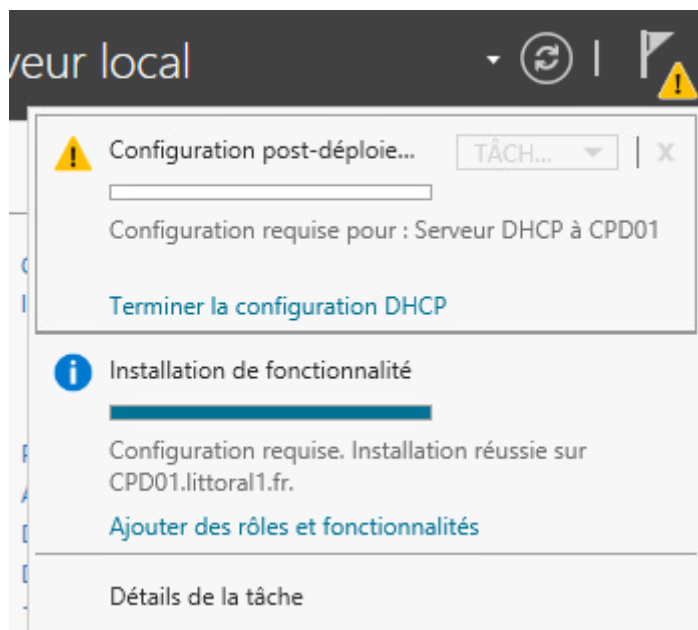 veur local
Configuration post-déploie...
TÂCH...
Configuration requise pour : Serveur DHCP à CPD01
Terminer la configuration DHCP
Installation de fonctionnalité
Configuration requise. Installation réussie sur
CPD01.littoral1.fr.
Ajouter des rôles et fonctionnalités
Détails de la tâche